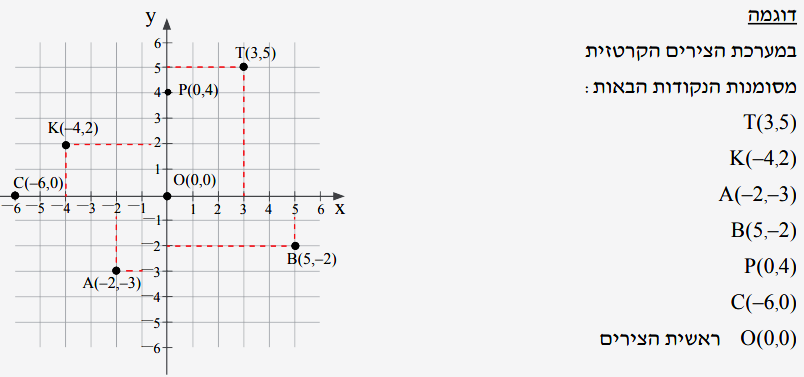 דוגמה
במערכת הצירים הקרטזית
מסומנות הנקודות הבאות :
T(3,5)
K(–4,2)
A(–2,–3)
B(5,–2)
P(0,4)
C(–6,0)
O(0,0) ראשית הצירים
y
6
T(3,5)
5
4 P(0,4)
3
K(–4,2)
2
1
C(–6,0) O(0,0)
–6 –5 –4 –3 –2 –1 1 2 3 4 5 6 x
–1
–2
B(5,–2)
–3
A(–2,–3)
–4
–5
–6